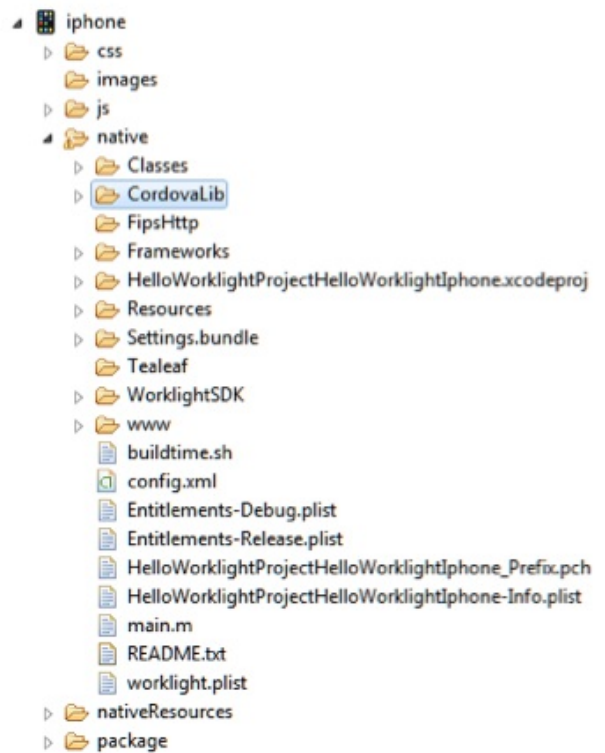 iphone
css
images
js
native
Classes
CordovaLib
FipsHttp
Frameworks
HelloWorklightProjectHelloWorklightIphone.xcodeproj
Resources
Settings.bundle
Tealeaf
WorklightSDK
www
buildtime.sh
config.xml
Entitlements-Debug.plist
Entitlements-Release.plist
HelloWorklightProjectHelloWorklightIphone_Prefix.pch
HelloWorklightProjectHelloWorklightIphone-Info.plist
main.m
README.txt
worklight.plist
nativeResources
package